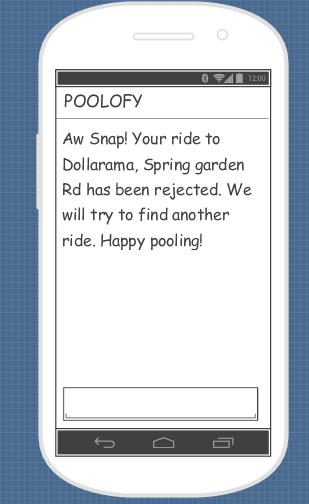 12:00
POOLOFY
Aw Snap! Your ride to
Dollarama, Spring garden
Rd has been rejected. We
will try to find another
ride. Happy pooling!